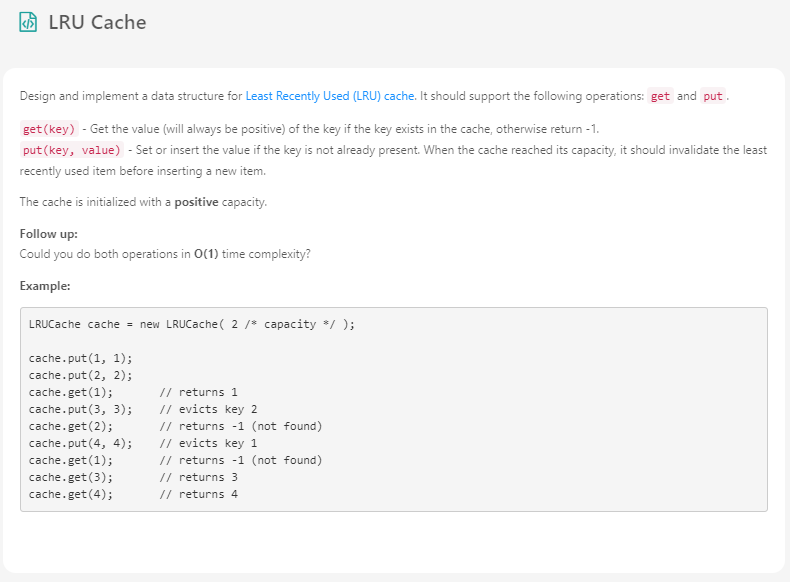 LRU Cache
Design and implement a data structure for Least Recently Used (LRU) cache. It should support the following operations: get and put.
get(key) - Get the value (will always be positive) of the key if the key exists in the cache, otherwise return -1.
put(key, value) - Set or insert the value if the key is not already present. When the cache reached its capacity, it should invalidate the least
recently used item before inserting a new item.
The cache is initialized with a positive capacity.
Follow up:
Could you do both operations in O(1) time complexity?
Example:
LRUCache cache = new LRUCache( 2 /* capacity */ );
cache.put(1, 1);
cache.put(2, 2);
cache.get(1);       // returns 1
cache.put(3, 3);    // evicts key 2
cache.get(2);       // returns -1 (not found)
cache.put(4, 4);    // evicts key 1
cache.get(1);       // returns -1 (not found)
cache.get(3);       // returns 3
cache.get(4);       // returns 4